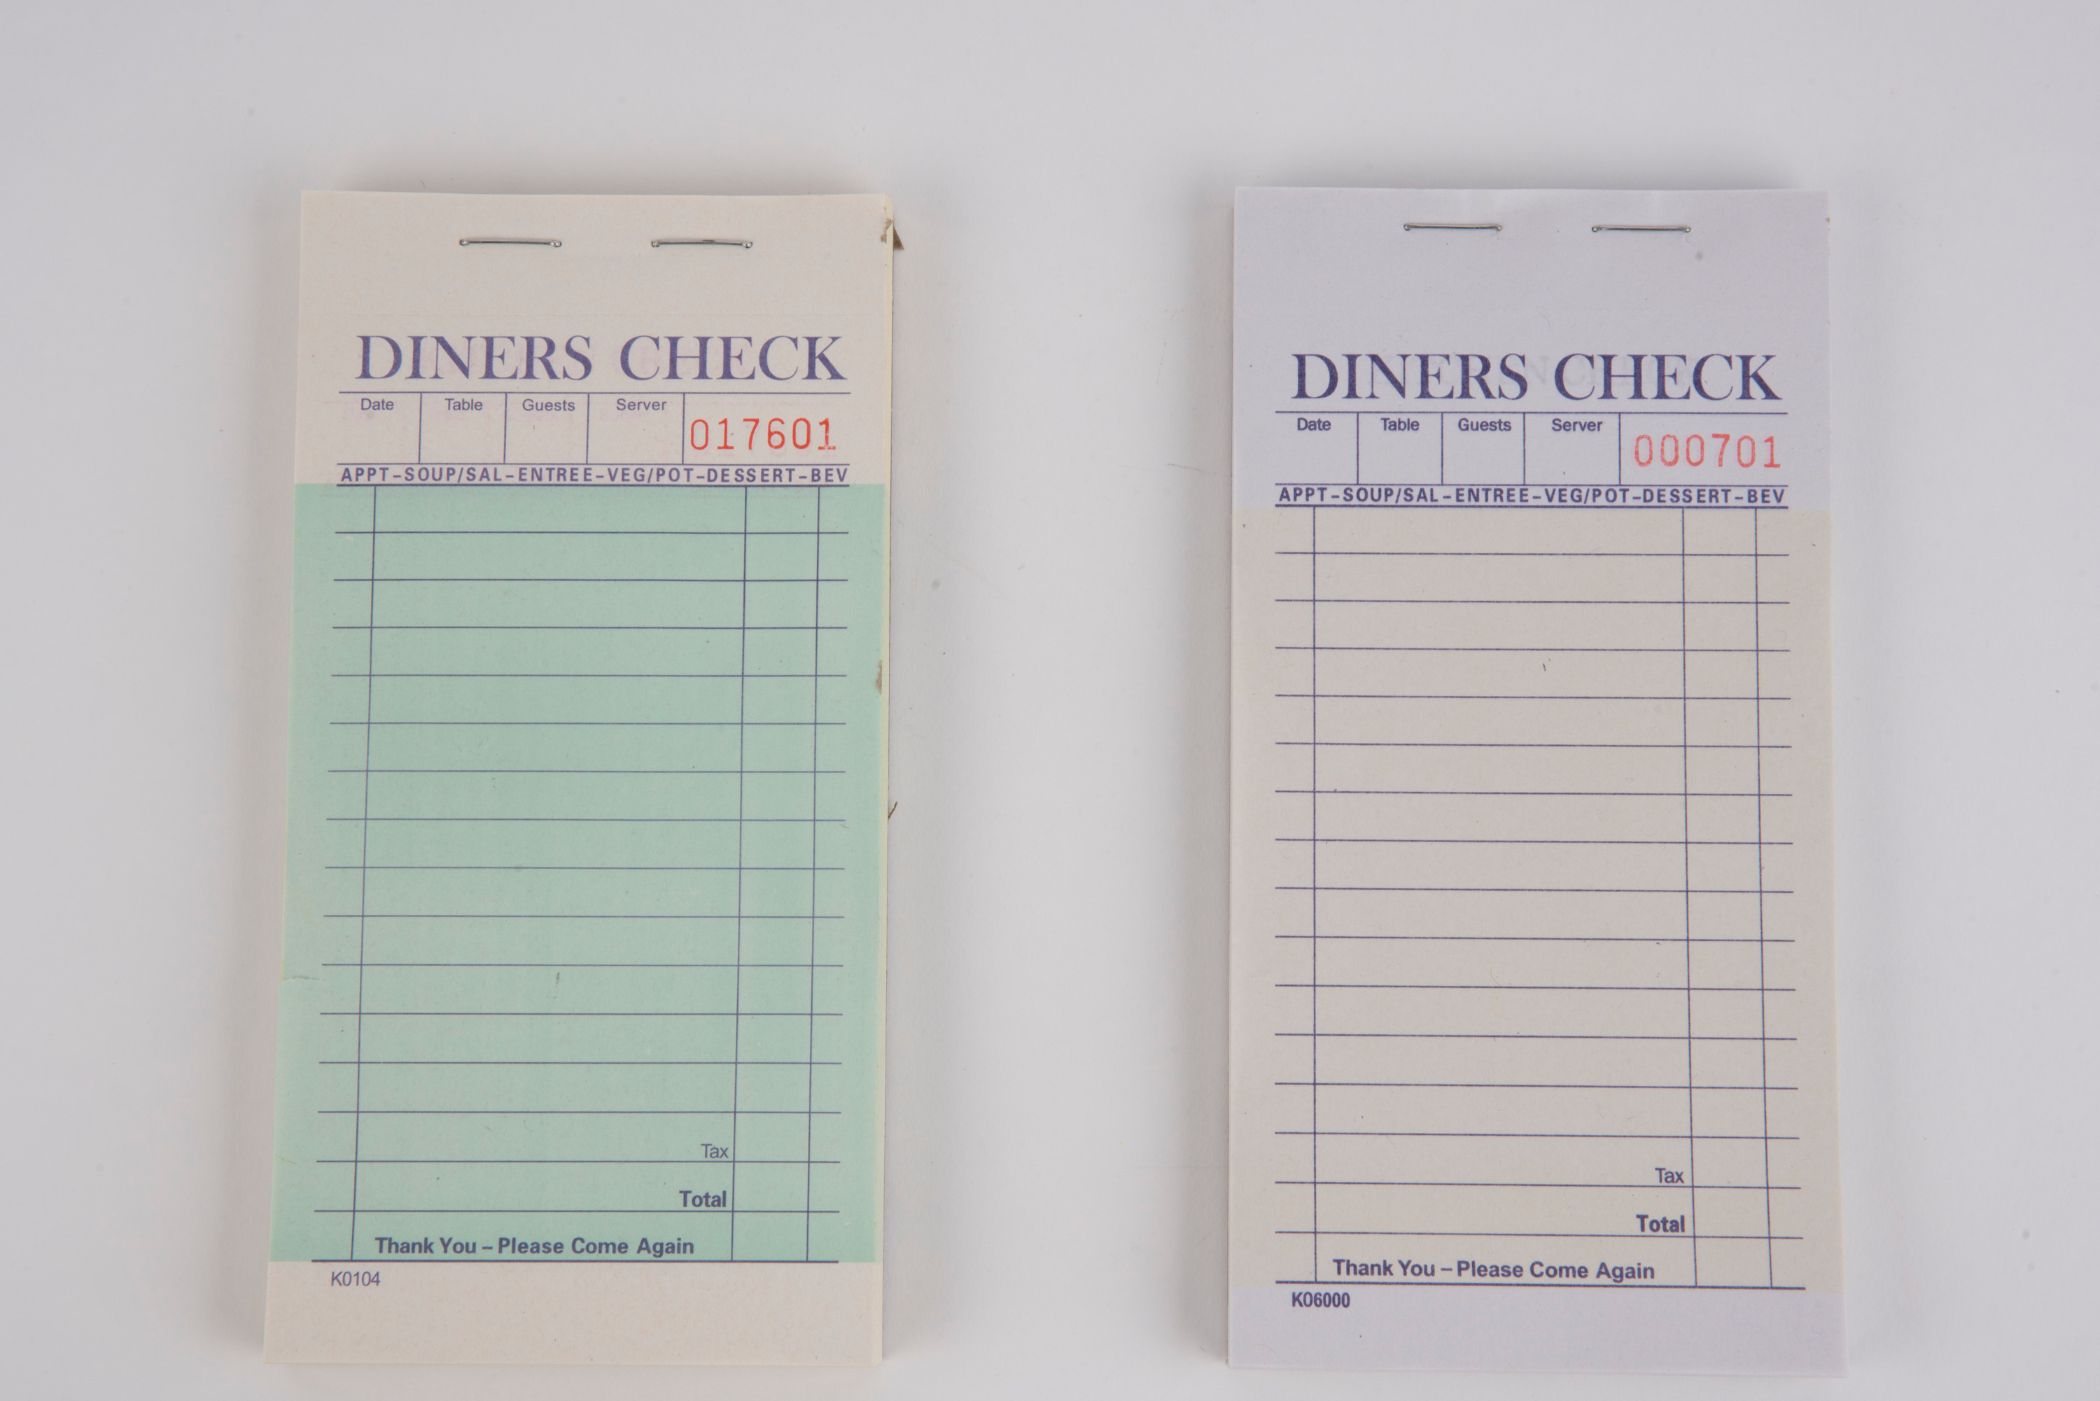 DINERS CHECK
Date Table Guests Server 017601
APPT-SOUP/SAL-ENTREE-VEG/POT-DESSERT-BEV
Tax
Total
Thank You – Please Come Again
K0104
DINERS CHECK
Date Table Guests Server 000701
APPT-SOUP/SAL-ENTREE-VEG/POT-DESSERT-BEV
Tax
Total
Thank You – Please Come Again
K06000